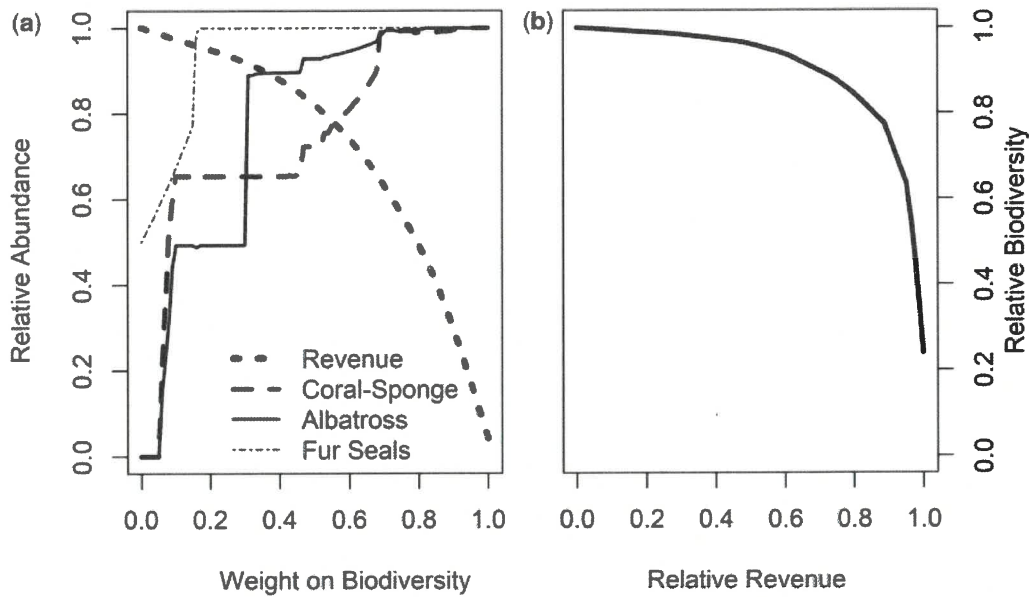 (a)
Relative Abundance
1.0
0.8
0.6
0.4
0.2
0.0
Revenue
Coral-Sponge
Albatross
Fur Seals
0.0 0.2 0.4 0.6 0.8 1.0
Weight on Biodiversity
(b)
1.0
0.8
0.6
0.4
0.2
0.0
Relative Biodiversity
0.0 0.2 0.4 0.6 0.8 1.0
Relative Revenue